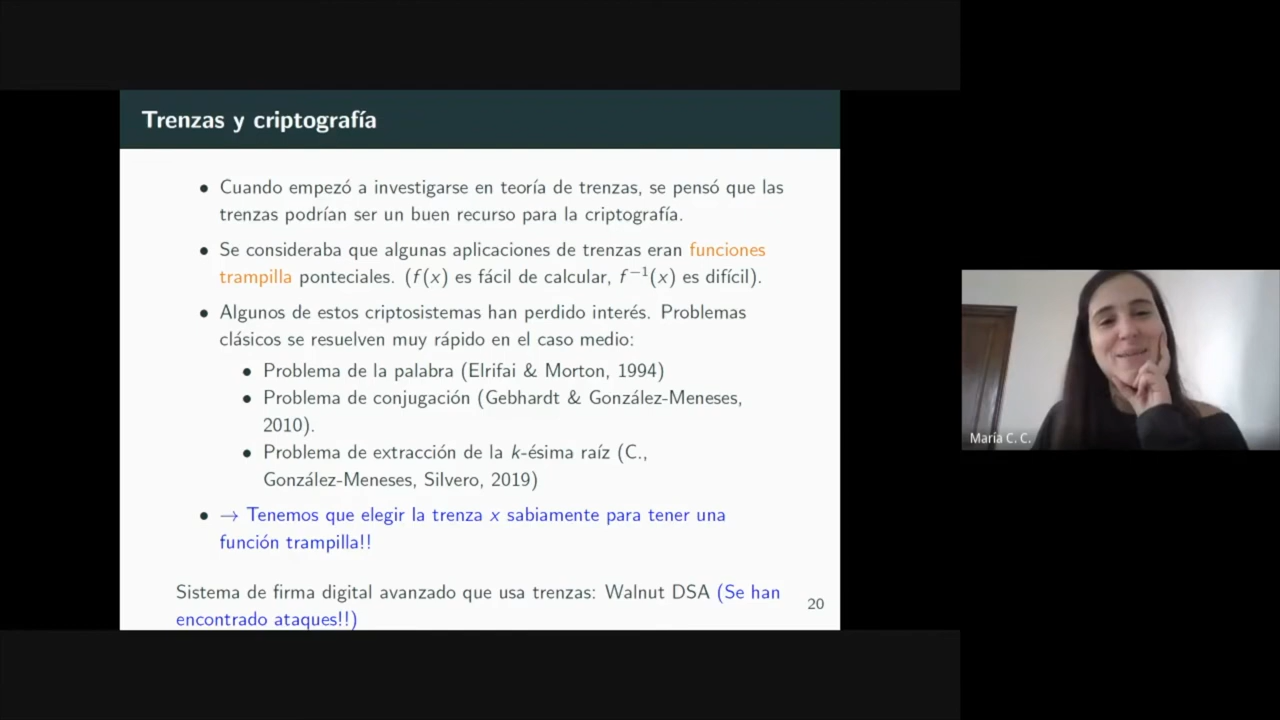 Trenzas y criptografía
• Cuando empezó a investigarse en teoría de trenzas, se pensó que las
trenzas podrían ser un buen recurso para la criptografía.
• Se consideraba que algunas aplicaciones de trenzas eran funciones
trampilla ponteciales. (f(x) es fácil de calcular, f⁻¹(x) es difícil).
• Algunos de estos criptosistemas han perdido interés. Problemas
clásicos se resuelven muy rápido en el caso medio:
• Problema de la palabra (Elrifai & Morton, 1994)
• Problema de conjugación (Gebhardt & González-Meneses,
2010).
• Problema de extracción de la k-ésima raíz (C.,
González-Meneses, Silvero, 2019)
• → Tenemos que elegir la trenza x sabiamente para tener una
función trampilla!!
Sistema de firma digital avanzado que usa trenzas: Walnut DSA (Se han
encontrado ataques!!)
20
María C. C.